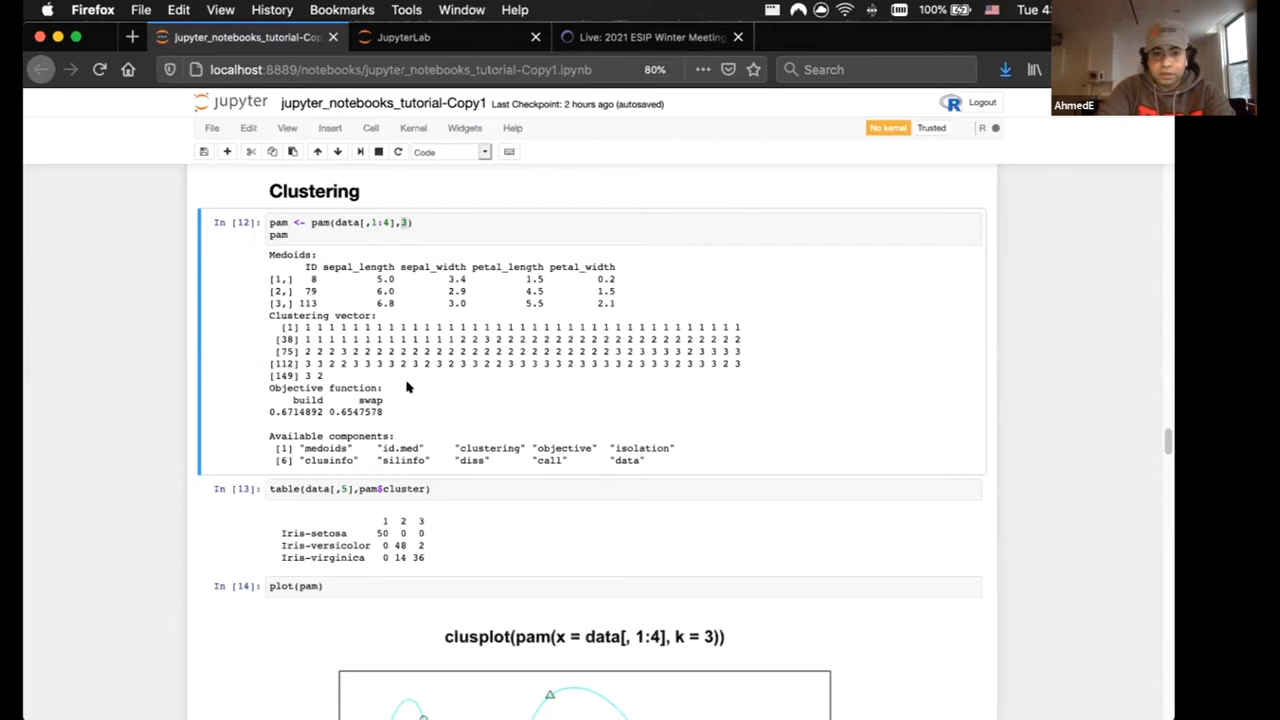 Firefox File Edit View History Bookmarks Tools Window Help 100% Tue 4
jupyter_notebooks_tutorial-Cop JupyterLab Live: 2021 ESIP Winter Meeting
localhost:8889/notebooks/jupyter_notebooks_tutorial-Copy1.ipynb 80% Search
AhmedE
jupyter jupyter_notebooks_tutorial-Copy1 Last Checkpoint: 2 hours ago (autosaved) R Logout
File Edit View Insert Cell Kernel Widgets Help No kernel Trusted R
Code
Clustering
In [12]: pam <- pam(data[,1:4],3)
pam
Medoids:
ID sepal_length sepal_width petal_length petal_width
[1,] 8 5.0 3.4 1.5 0.2
[2,] 79 6.0 2.9 4.5 1.5
[3,] 113 6.8 3.0 5.5 2.1
Clustering vector:
[1] 1 1 1 1 1 1 1 1 1 1 1 1 1 1 1 1 1 1 1 1 1 1 1 1 1 1 1 1 1 1 1 1 1 1 1 1 1
[38] 1 1 1 1 1 1 1 1 1 1 1 1 1 2 2 3 2 2 2 2 2 2 2 2 2 2 2 2 2 2 2 2 2 2 2 2 2
[75] 2 2 2 3 2 2 2 2 2 2 2 2 2 2 2 2 2 2 2 2 2 2 2 2 2 2 3 2 3 3 3 3 2 3 3 3 3
[112] 3 3 2 2 3 3 3 3 2 3 2 3 2 3 3 2 2 3 3 3 3 3 2 3 3 3 3 2 3 3 3 2 3 3 3 2 3
[149] 3 2
Objective function:
build swap
0.6714892 0.6547578
Available components:
[1] "medoids" "id.med" "clustering" "objective" "isolation"
[6] "clusinfo" "silinfo" "diss" "call" "data"
In [13]: table(data[,5],pam$cluster)
1 2 3
Iris-setosa 50 0 0
Iris-versicolor 0 48 2
Iris-virginica 0 14 36
In [14]: plot(pam)
clusplot(pam(x = data[, 1:4], k = 3))